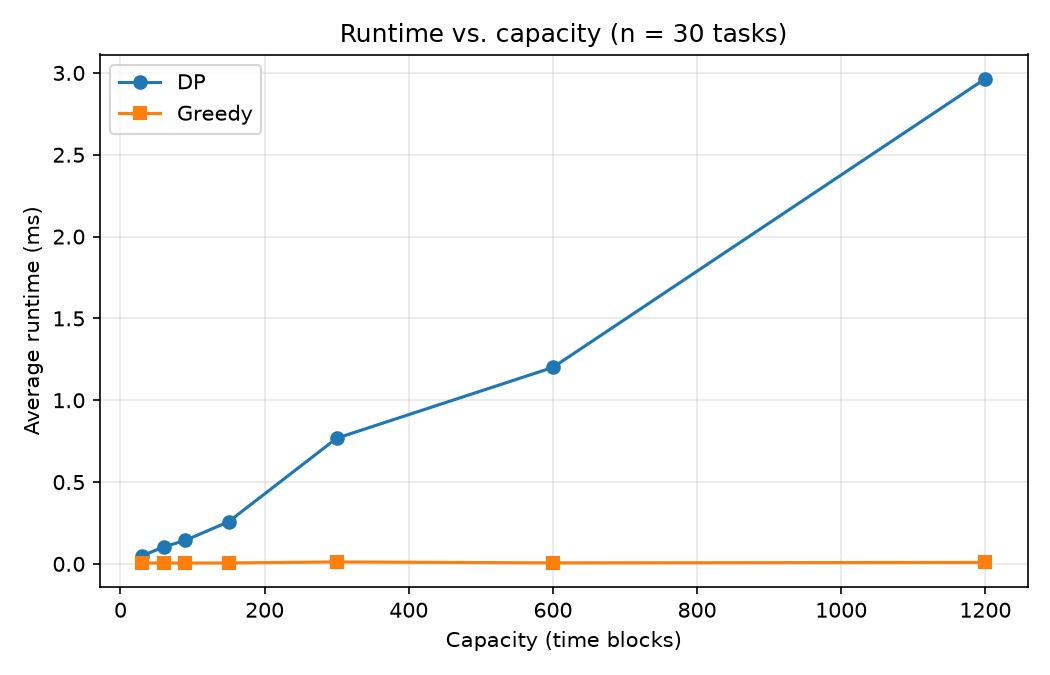 Runtime vs. capacity (n = 30 tasks)
DP
Greedy
3.0
2.5
2.0
1.5
1.0
0.5
0.0
Average runtime (ms)
0 200 400 600 800 1000 1200
Capacity (time blocks)